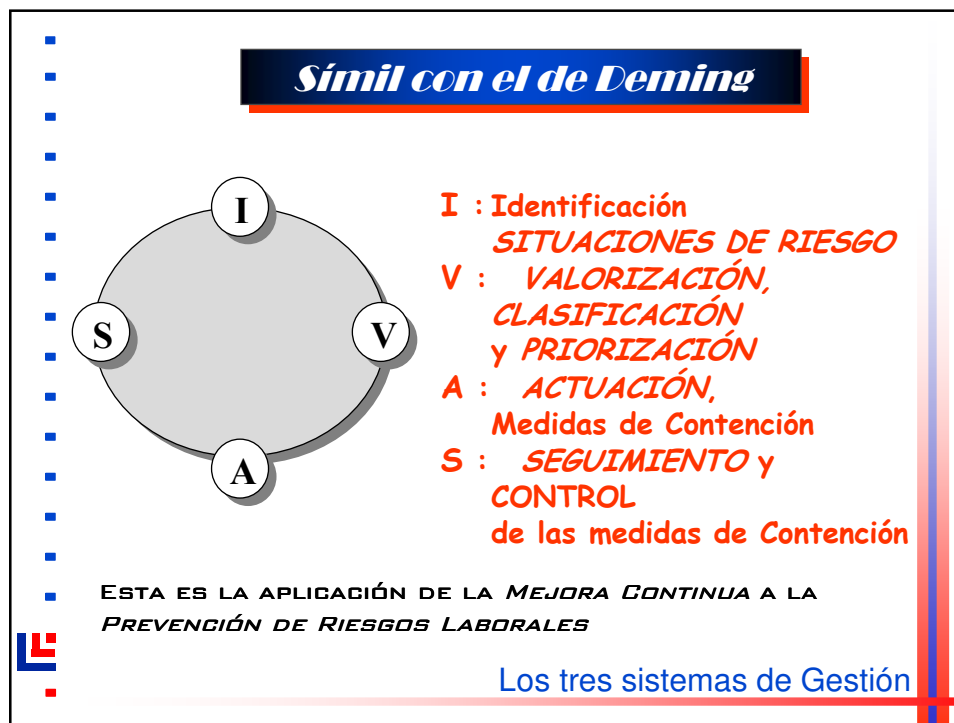 Símil con el de Deming
I
S
V
A
I : Identificación
SITUACIONES DE RIESGO
V : VALORIZACIÓN,
CLASIFICACIÓN
y PRIORIZACIÓN
A : ACTUACIÓN,
Medidas de Contención
S : SEGUIMIENTO y
CONTROL
de las medidas de Contención
ESTA ES LA APLICACIÓN DE LA MEJORA CONTINUA A LA
PREVENCIÓN DE RIESGOS LABORALES
Los tres sistemas de Gestión